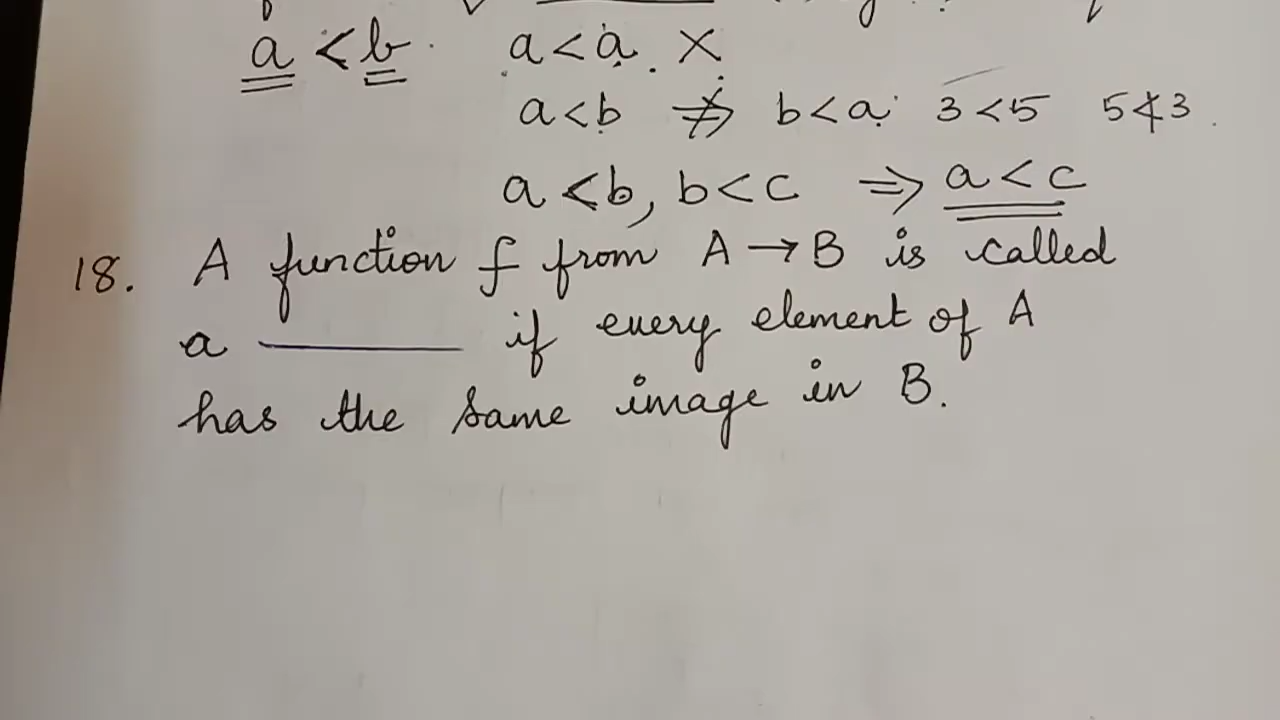 a < b. a < a. ×
a < b ⇏ b < a. 3 < 5 5 ≮ 3.
a < b, b < c ⇒ a < c
18. A function f from A → B is called
a ______ if every element of A
has the same image in B.